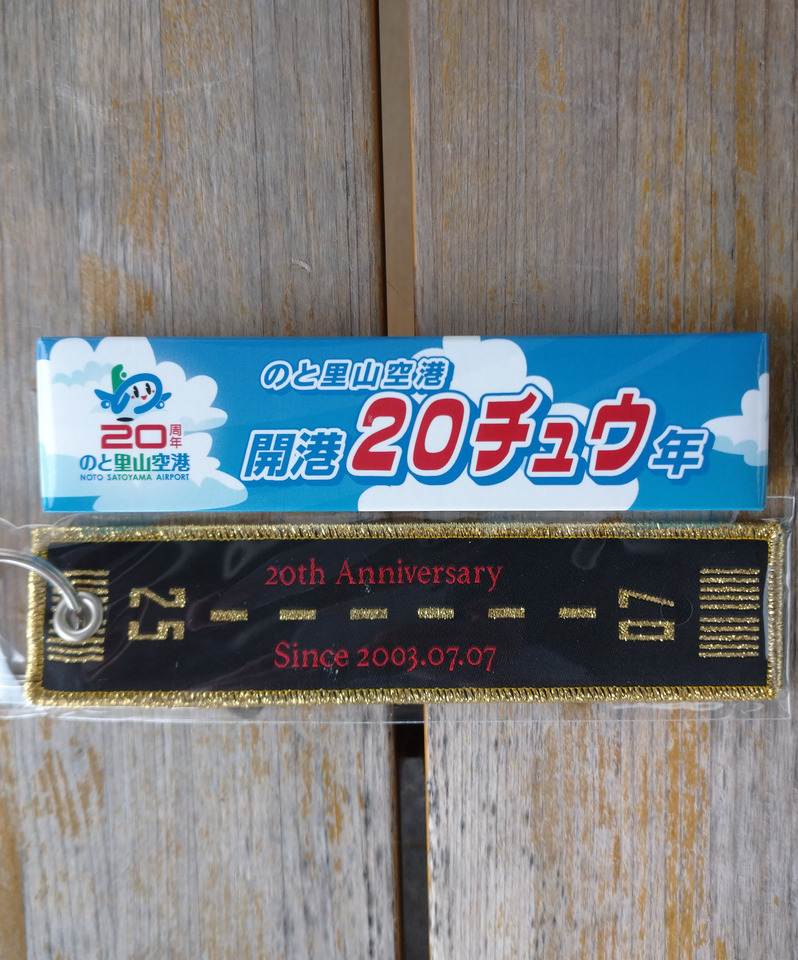 20周年
のと里山空港
NOTO SATOYAMA AIRPORT
のと里山空港
開港20チュウ年
20th Anniversary
25
07
Since 2003.07.07